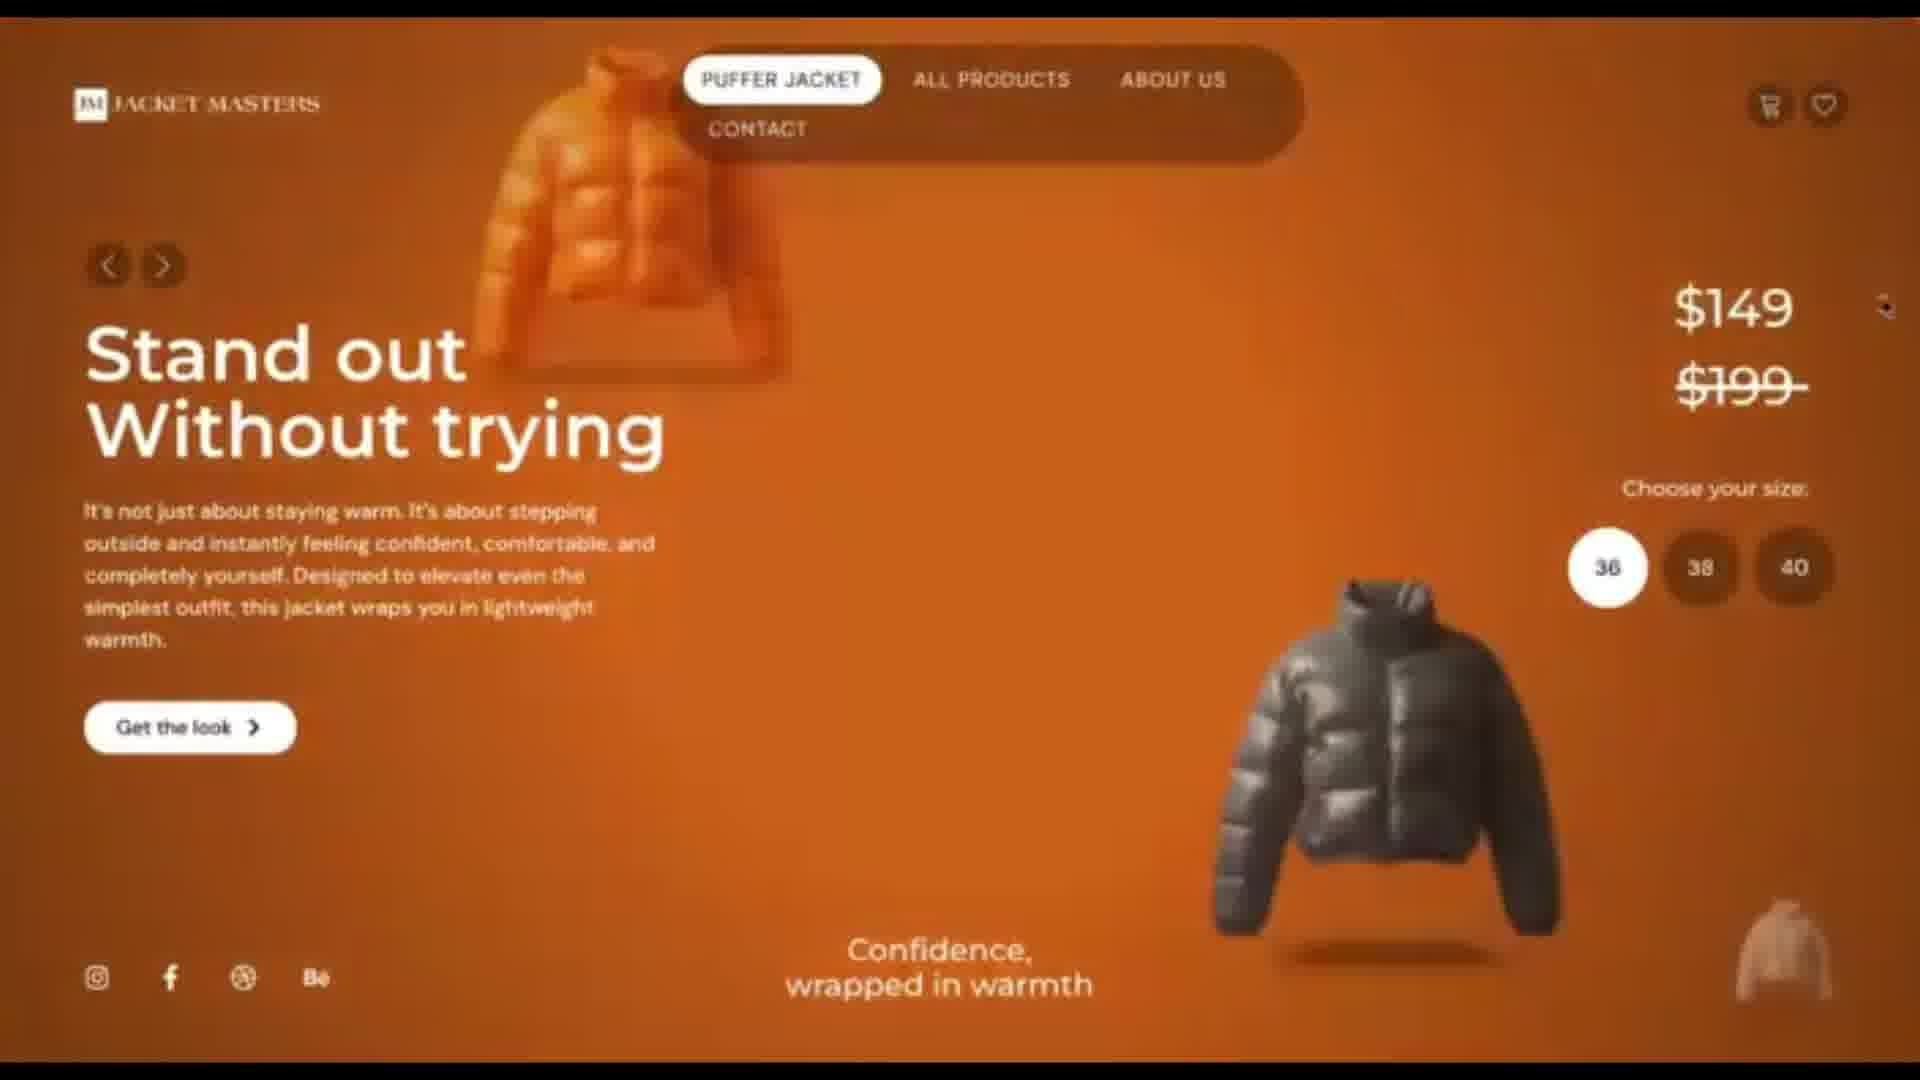 JM JACKET MASTERS
PUFFER JACKET
ALL PRODUCTS
ABOUT US
CONTACT
Stand out
Without trying
It's not just about staying warm. It's about stepping
outside and instantly feeling confident, comfortable, and
completely yourself. Designed to elevate even the
simplest outfit, this jacket wraps you in lightweight
warmth.
Get the look
$149
$199
Choose your size:
36
38
40
Confidence,
wrapped in warmth
Bē